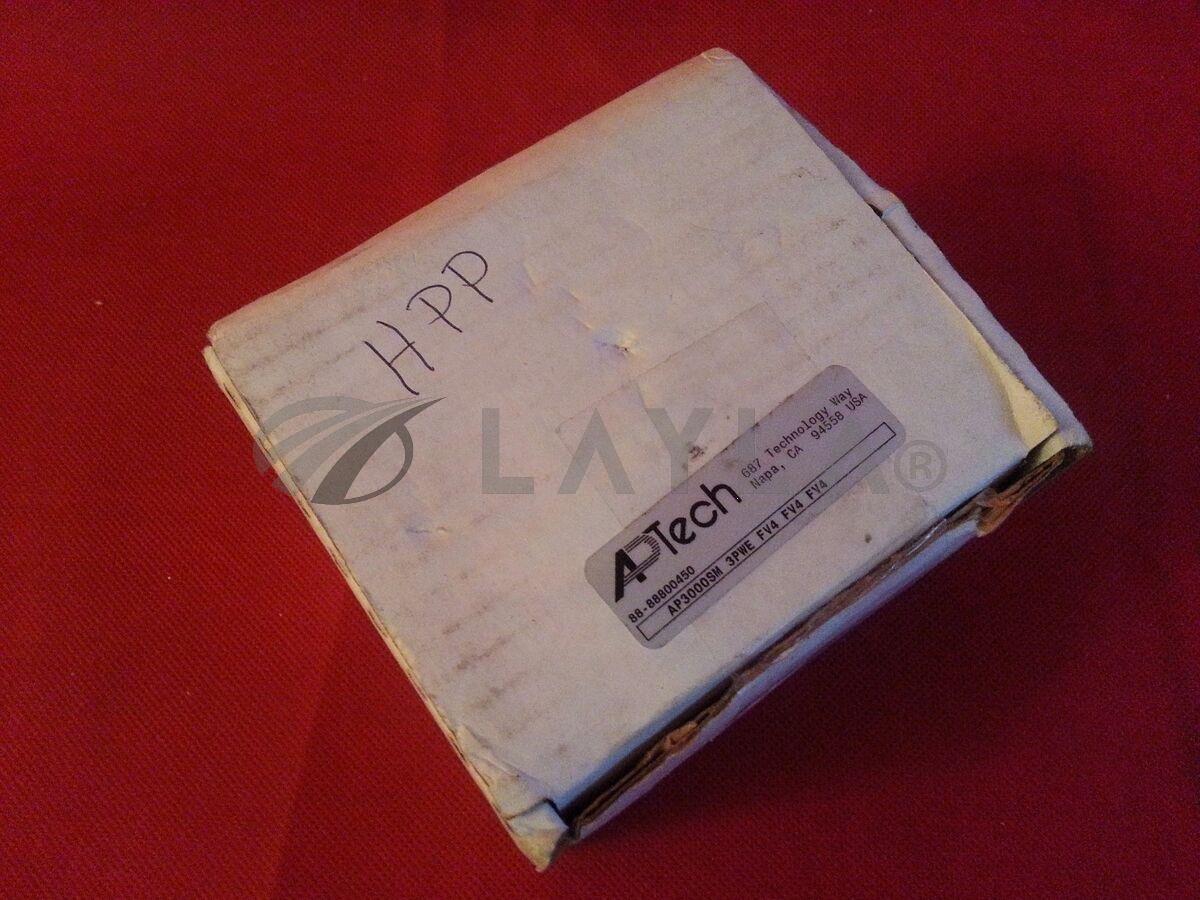 HPP
LAYLA®
APTech
687 Technology Way
Napa, CA 94558 USA
88-88800450
AP3000SM 3PWE FV4 FV4 FV4